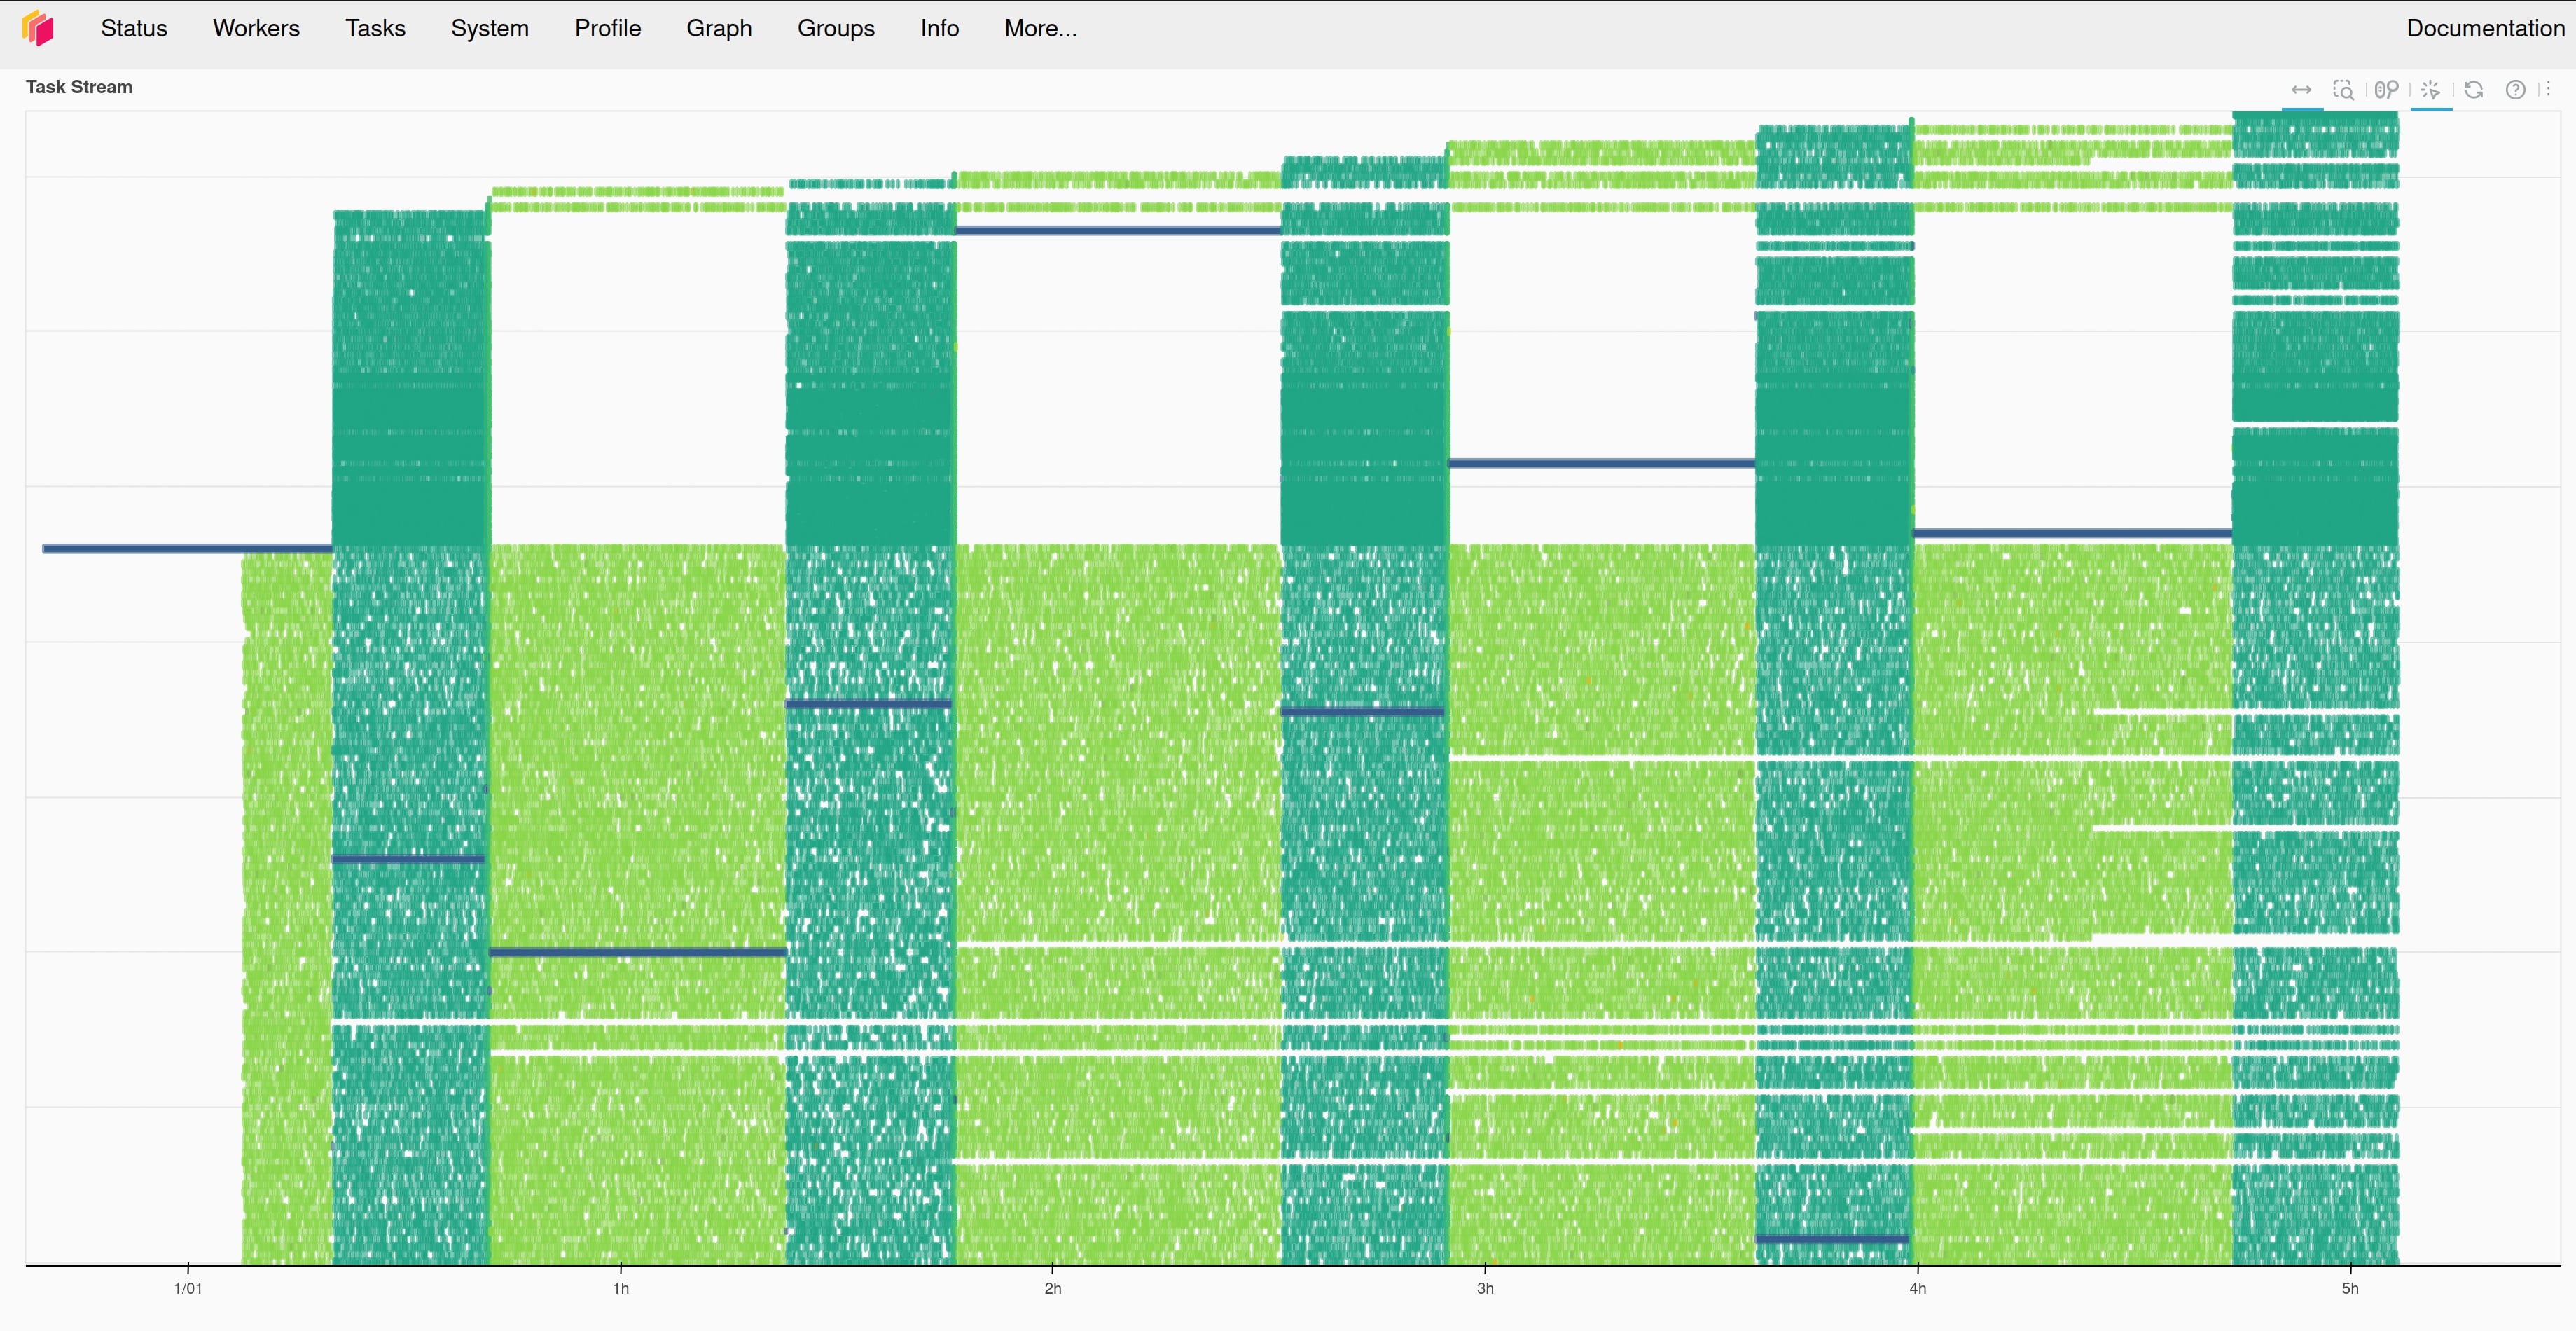 Status Workers Tasks System Profile Graph Groups Info More... Documentation
Task Stream
1/01 1h 2h 3h 4h 5h